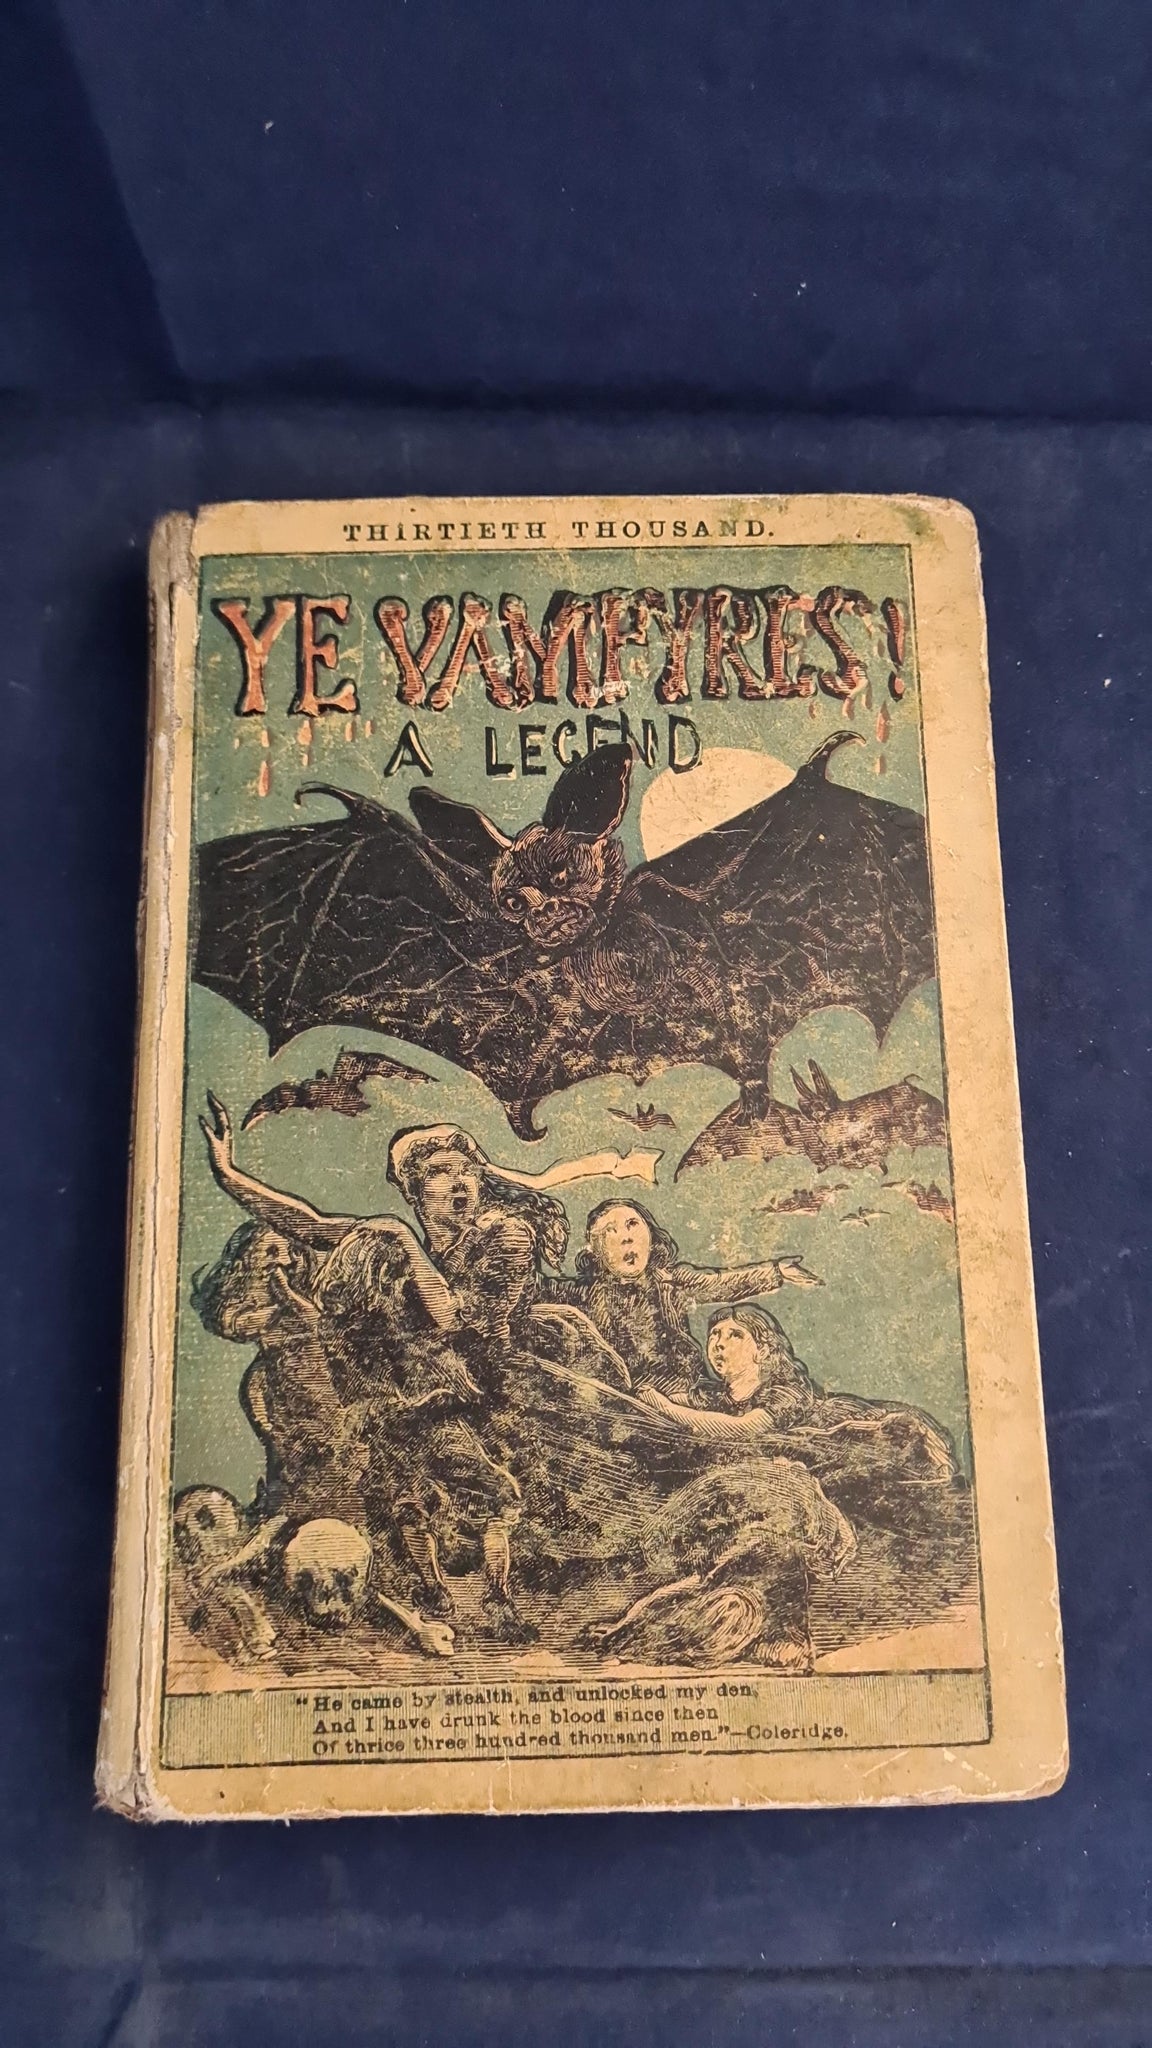 THIRTIETH THOUSAND.
YE VAMPYRES!
A LEGEND
"He came by stealth, and unlocked my den,
And I have drunk the blood since then
Of thrice three hundred thousand men."—Coleridge.